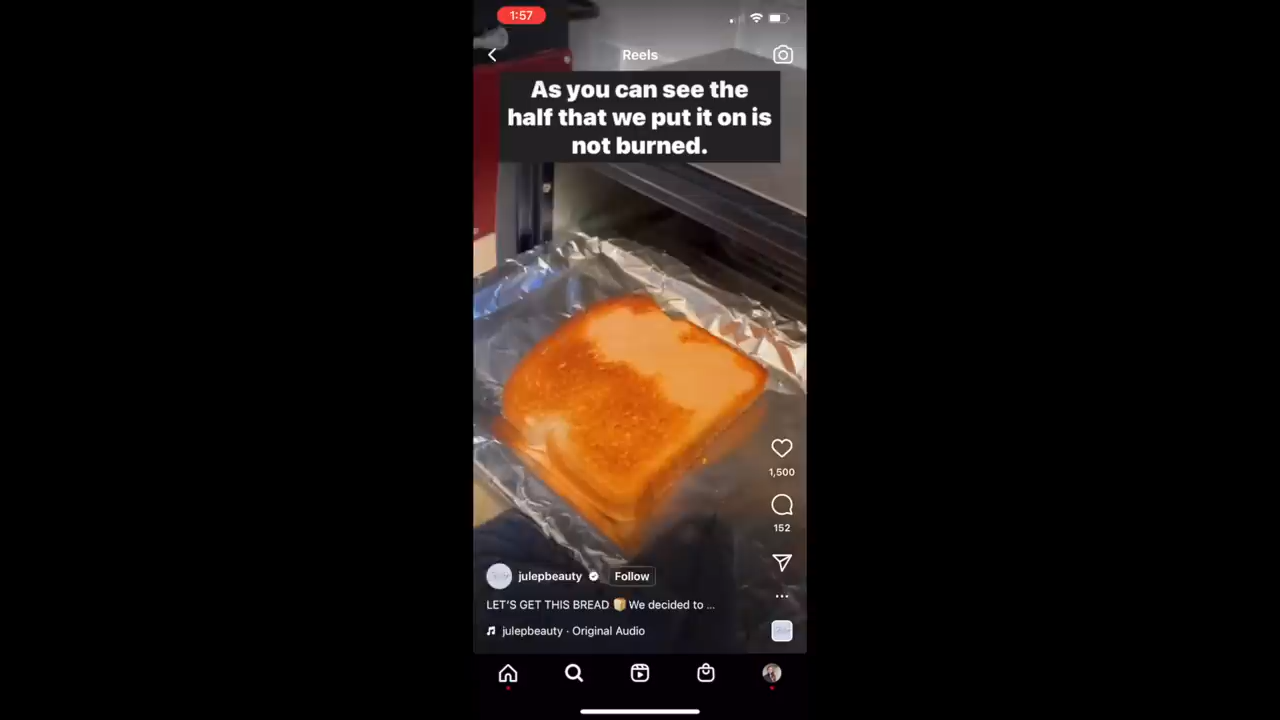 1:57
Reels
As you can see the
half that we put it on is
not burned.
1,500
152
julepbeauty Follow
LET'S GET THIS BREAD 🍞 We decided to ...
julepbeauty · Original Audio